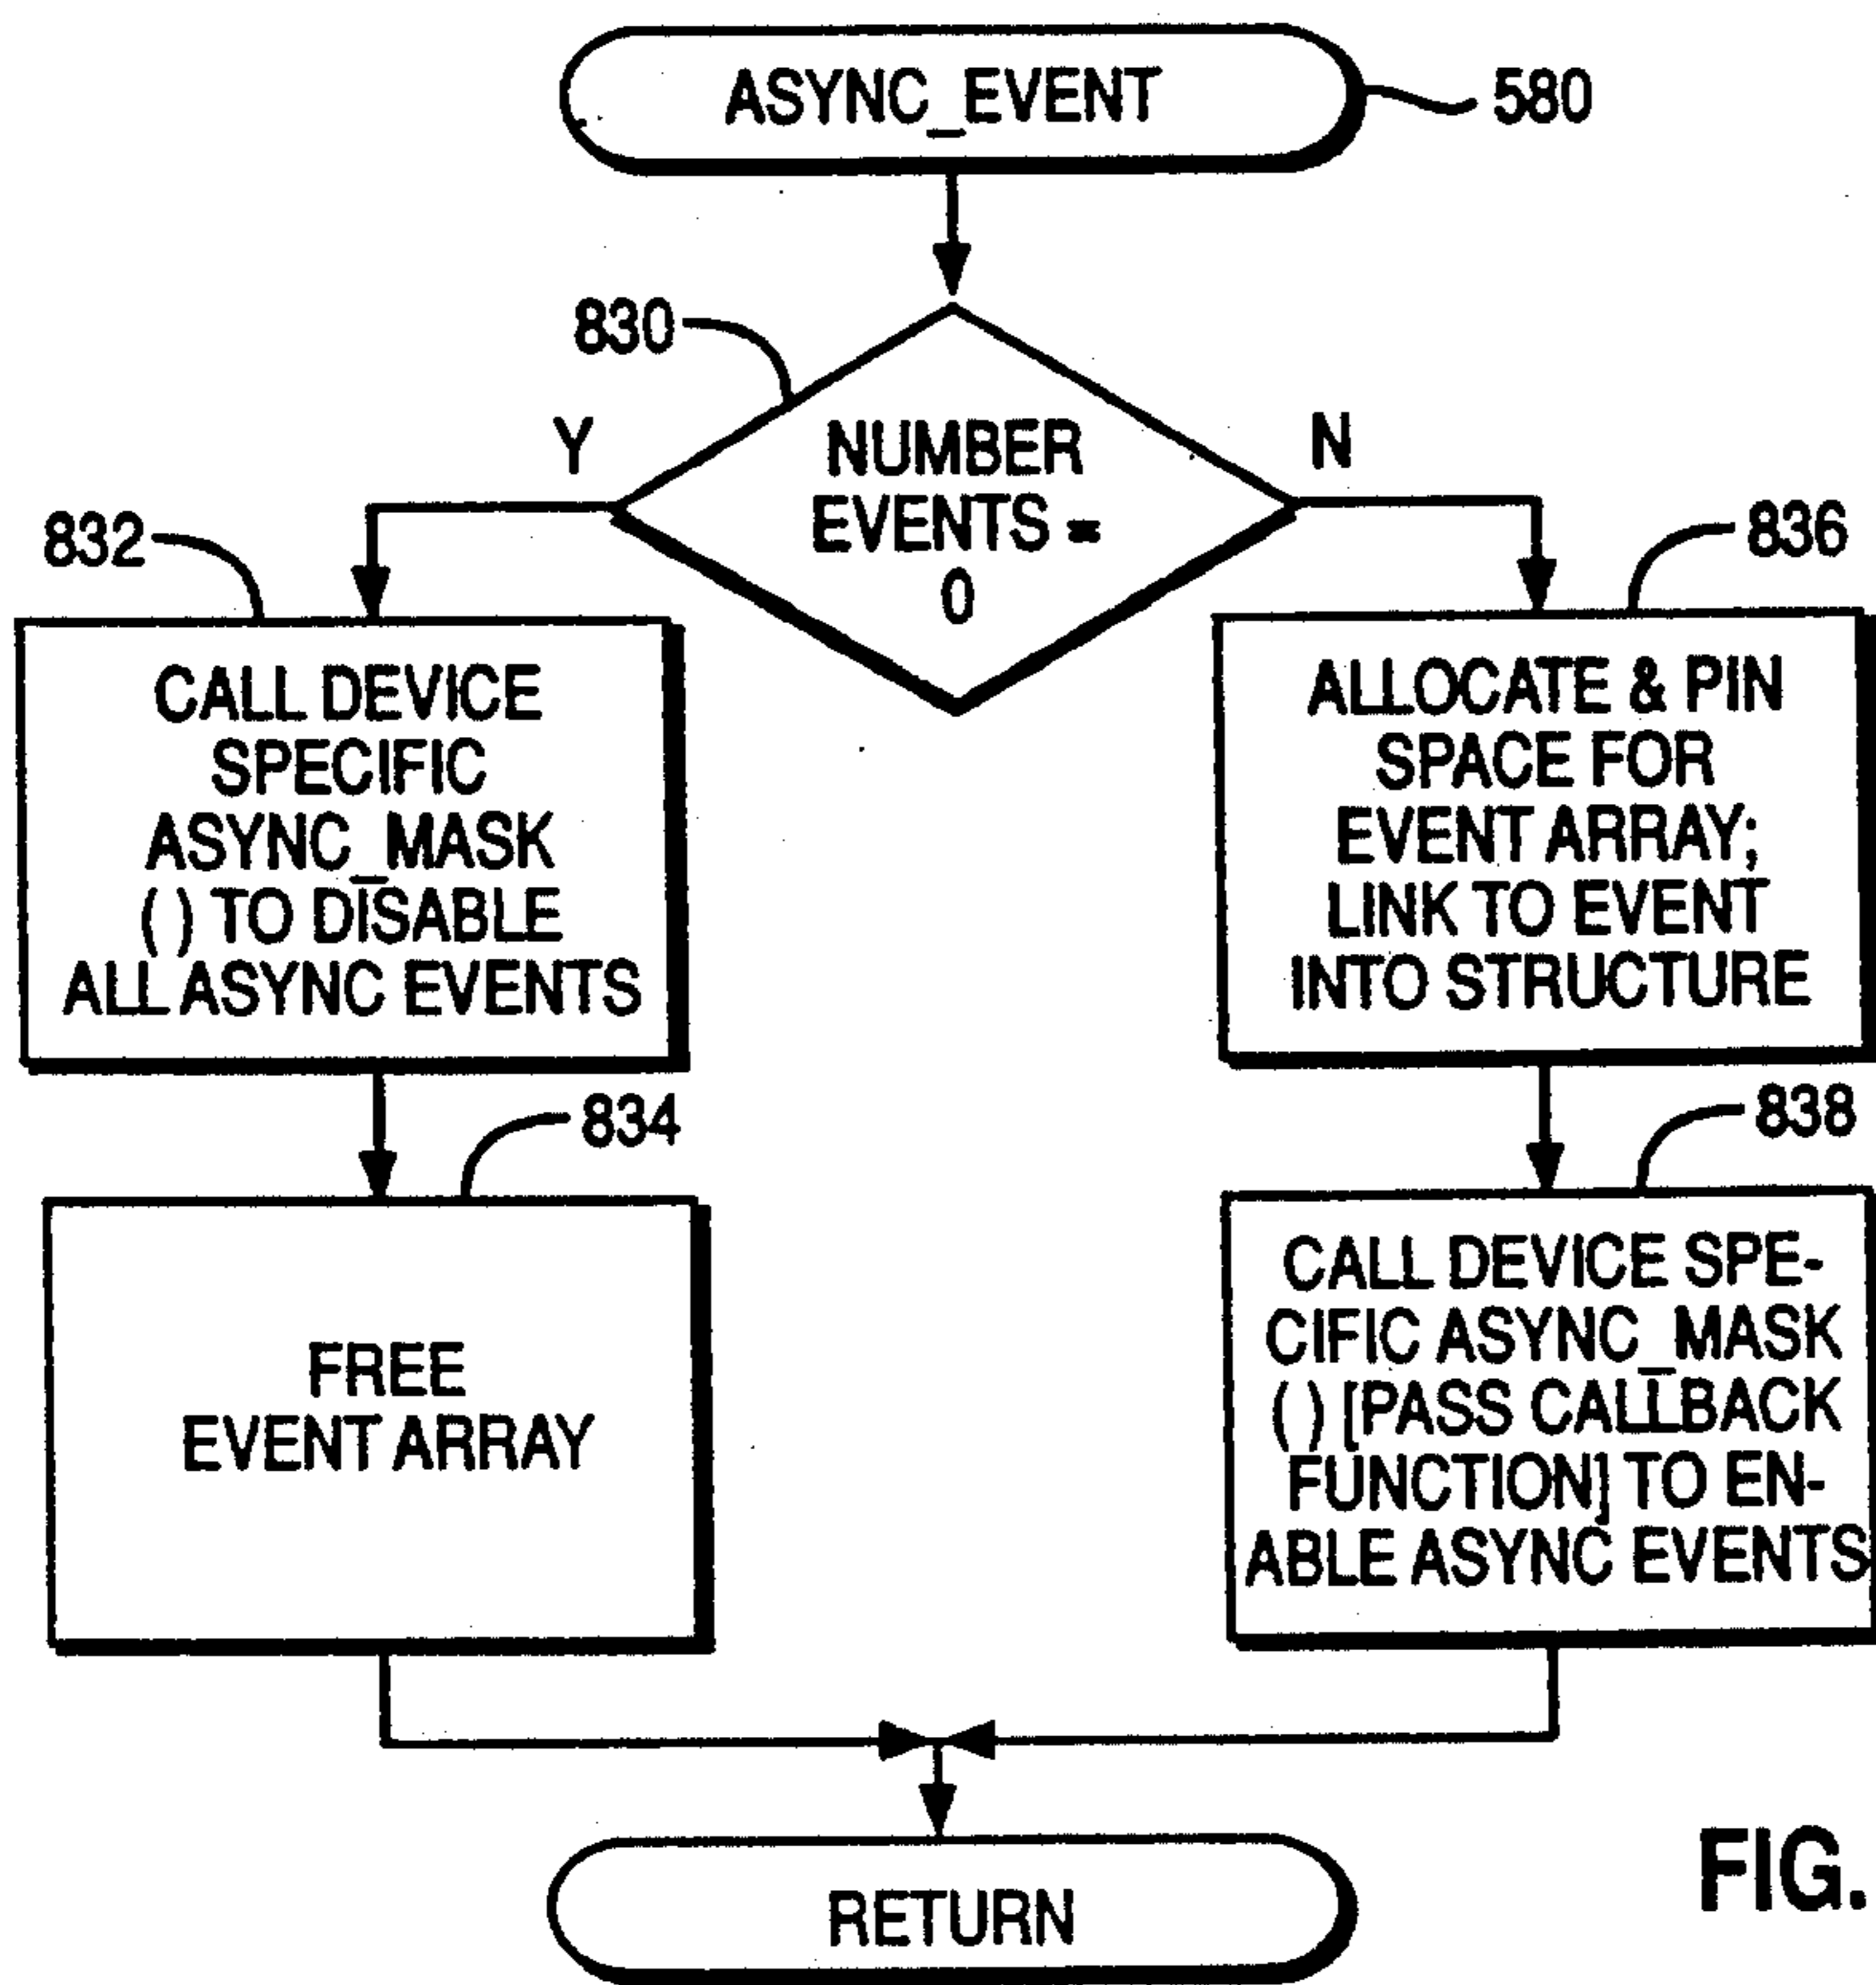 ASYNC_EVENT
580
830
Y
N
NUMBER
EVENTS =
0
832
836
CALL DEVICE
SPECIFIC
ASYNC_MASK
( ) TO DISABLE
ALL ASYNC EVENTS
ALLOCATE & PIN
SPACE FOR
EVENT ARRAY;
LINK TO EVENT
INTO STRUCTURE
834
838
FREE
EVENT ARRAY
CALL DEVICE SPE-
CIFIC ASYNC_MASK
( ) [PASS CALLBACK
FUNCTION] TO EN-
ABLE ASYNC EVENTS
RETURN
FIG.